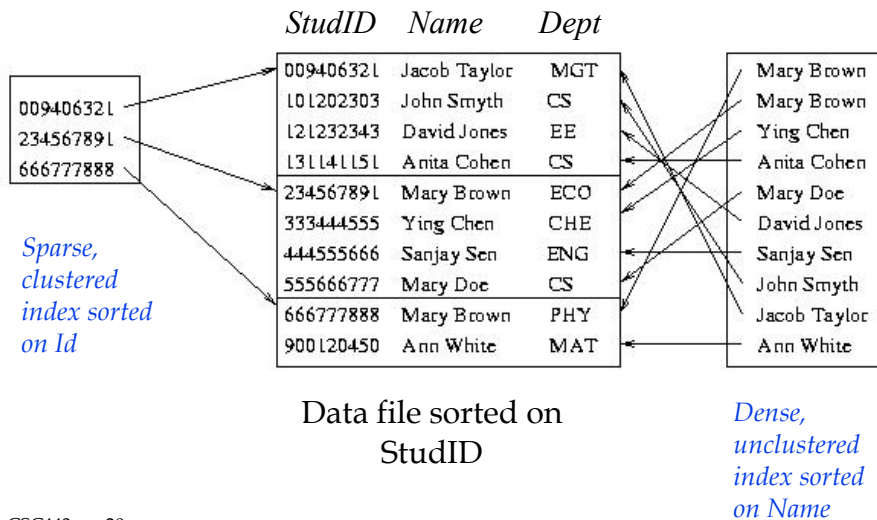 StudID Name Dept
009406321 Jacob Taylor MGT
101202303 John Smyth CS
121232343 David Jones EE
131141151 Anita Cohen CS
234567891 Mary Brown ECO
333444555 Ying Chen CHE
444555666 Sanjay Sen ENG
555666777 Mary Doe CS
666777888 Mary Brown PHY
900120450 Ann White MAT
009406321
234567891
666777888
Sparse,
clustered
index sorted
on Id
Mary Brown
Mary Brown
Ying Chen
Anita Cohen
Mary Doe
David Jones
Sanjay Sen
John Smyth
Jacob Taylor
Ann White
Data file sorted on
StudID
Dense,
unclustered
index sorted
on Name